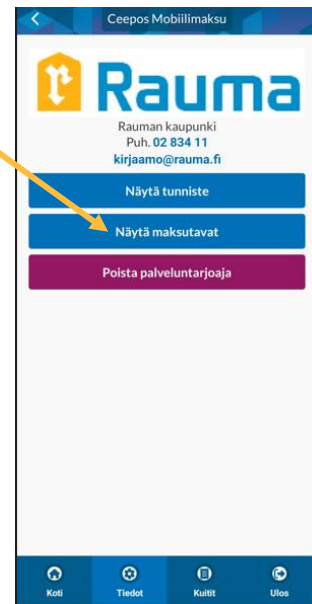 Ceepos Mobiilimaksu
r Rauma
Rauman kaupunki
Puh. 02 834 11
kirjaamo@rauma.fi
Näytä tunniste
Näytä maksutavat
Poista palveluntarjoaja
Koti Tiedot Kuitit Ulos